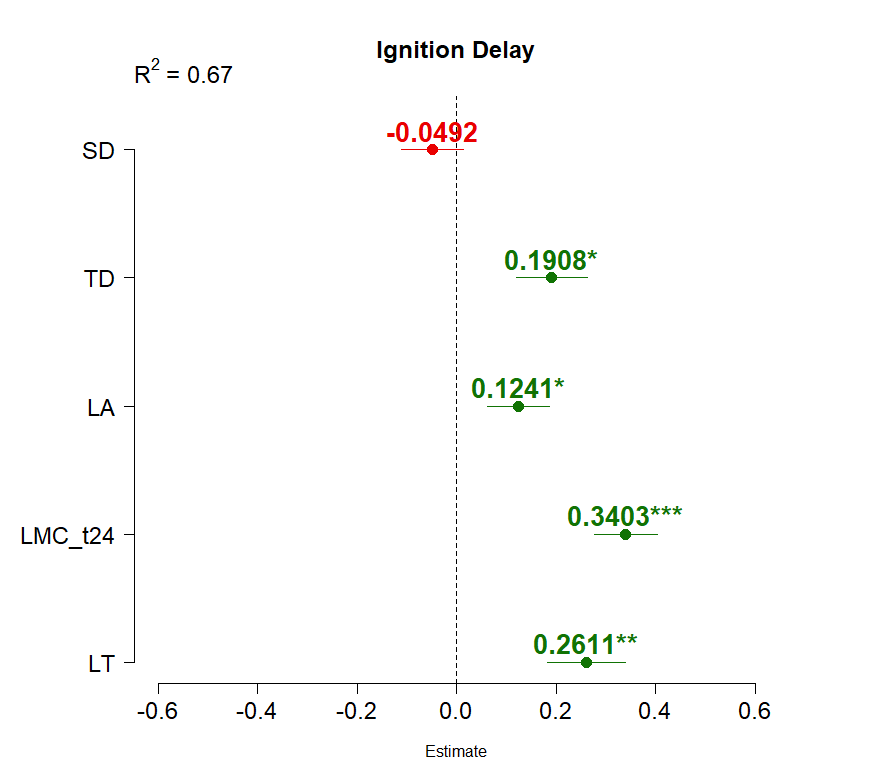 Ignition Delay
R² = 0.67
SD
-0.0492
TD
0.1908*
LA
0.1241*
LMC_t24
0.3403***
LT
0.2611**
-0.6 -0.4 -0.2 0.0 0.2 0.4 0.6
Estimate